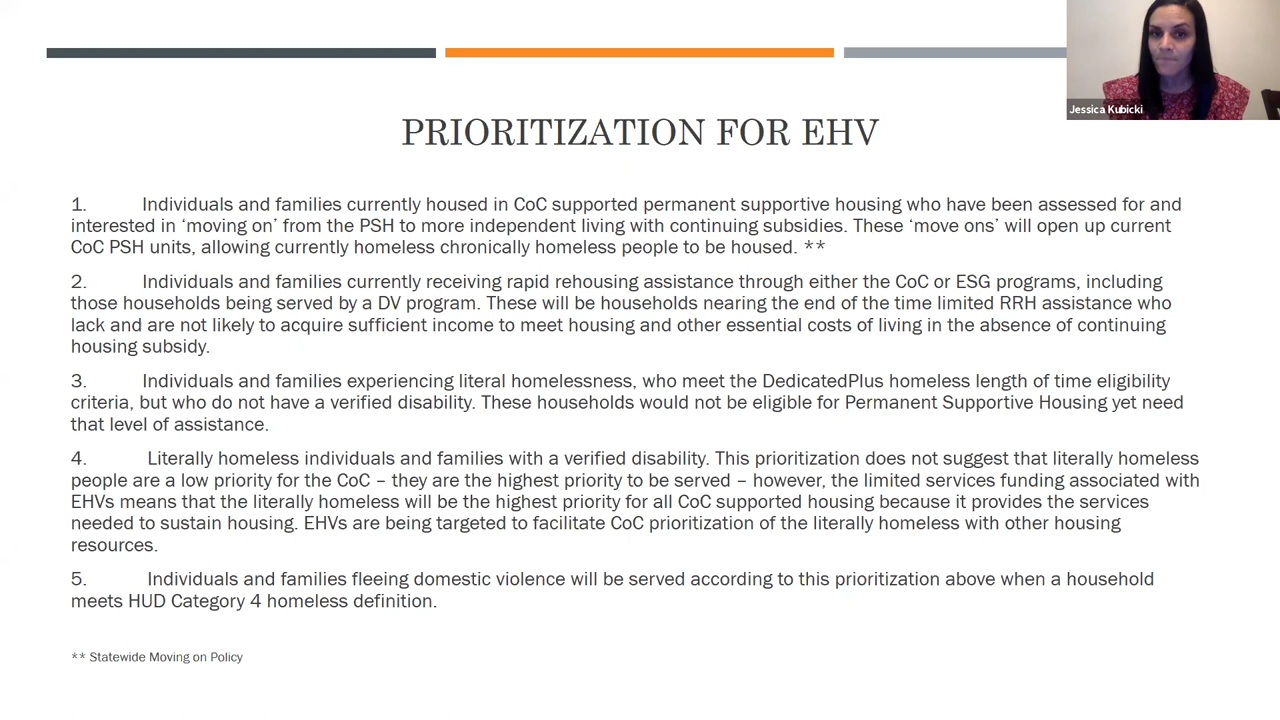 Jessica Kubicki
PRIORITIZATION FOR EHV
1. Individuals and families currently housed in CoC supported permanent supportive housing who have been assessed for and
interested in ‘moving on’ from the PSH to more independent living with continuing subsidies. These ‘move ons’ will open up current
CoC PSH units, allowing currently homeless chronically homeless people to be housed. **
2. Individuals and families currently receiving rapid rehousing assistance through either the CoC or ESG programs, including
those households being served by a DV program. These will be households nearing the end of the time limited RRH assistance who
lack and are not likely to acquire sufficient income to meet housing and other essential costs of living in the absence of continuing
housing subsidy.
3. Individuals and families experiencing literal homelessness, who meet the DedicatedPlus homeless length of time eligibility
criteria, but who do not have a verified disability. These households would not be eligible for Permanent Supportive Housing yet need
that level of assistance.
4. Literally homeless individuals and families with a verified disability. This prioritization does not suggest that literally homeless
people are a low priority for the CoC – they are the highest priority to be served – however, the limited services funding associated with
EHVs means that the literally homeless will be the highest priority for all CoC supported housing because it provides the services
needed to sustain housing. EHVs are being targeted to facilitate CoC prioritization of the literally homeless with other housing
resources.
5. Individuals and families fleeing domestic violence will be served according to this prioritization above when a household
meets HUD Category 4 homeless definition.
** Statewide Moving on Policy